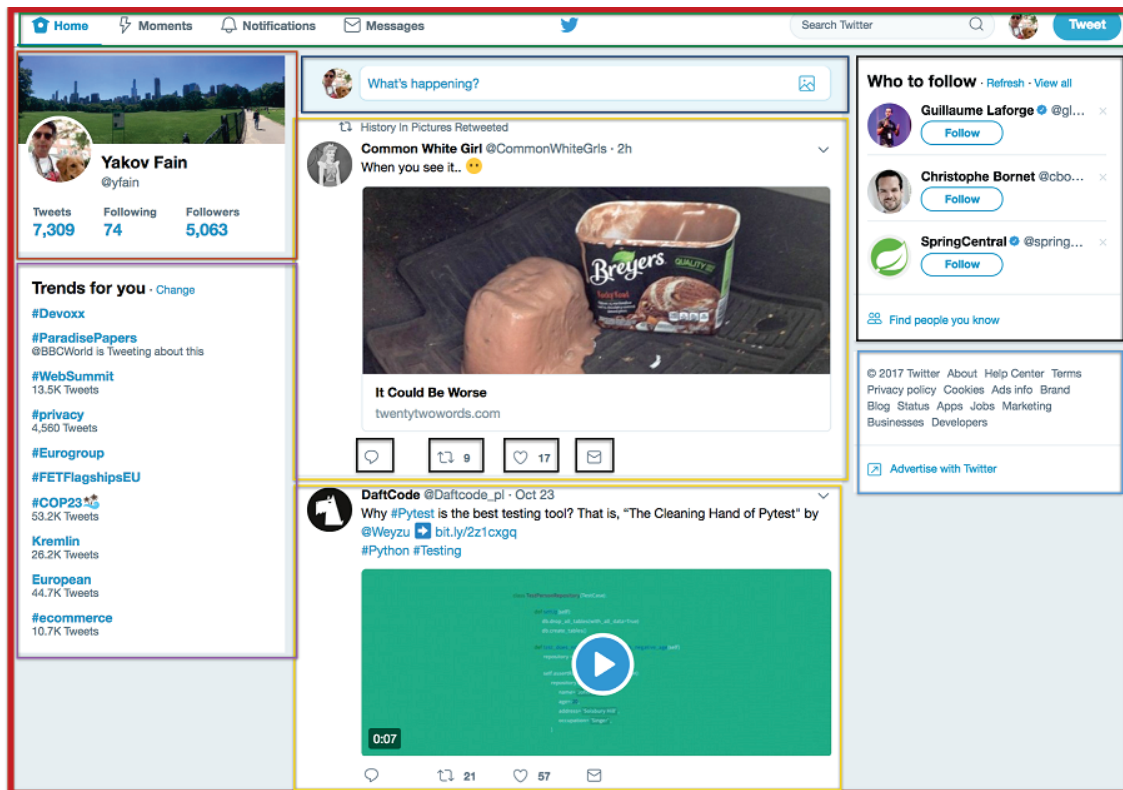 Home Moments Notifications Messages Search Twitter Tweet
Yakov Fain
@yfain
Tweets Following Followers
7,309 74 5,063
Trends for you · Change
#Devoxx
#ParadisePapers
@BBCWorld is Tweeting about this
#WebSummit
13.5K Tweets
#privacy
4,560 Tweets
#Eurogroup
#FETFlagshipsEU
#COP23
53.2K Tweets
Kremlin
26.2K Tweets
European
44.7K Tweets
#ecommerce
10.7K Tweets
What's happening?
History In Pictures Retweeted
Common White Girl @CommonWhiteGrls · 2h
When you see it.. 😶
Breyers
QUALITY
It Could Be Worse
twentytwowords.com
9 17
DaftCode @Daftcode_pl · Oct 23
Why #Pytest is the best testing tool? That is, “The Cleaning Hand of Pytest" by
@Weyzu ➡ bit.ly/2z1cxgq
#Python #Testing
0:07
21 57
Who to follow · Refresh · View all
Guillaume Laforge @gl...
Follow
Christophe Bornet @cbo...
Follow
SpringCentral @spring...
Follow
Find people you know
© 2017 Twitter About Help Center Terms
Privacy policy Cookies Ads info Brand
Blog Status Apps Jobs Marketing
Businesses Developers
Advertise with Twitter